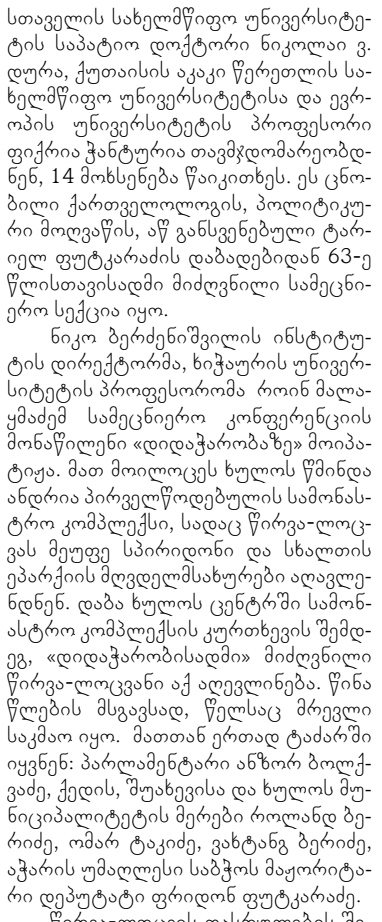 სთაველის სახელმწიფო უნივერსიტე-
ტის საპატიო დოქტორი ნიკოლაი ვ.
დურა, ქუთაისის აკაკი წერეთლის სა-
ხელმწიფო უნივერსიტეტისა და ევრ-
ოპის უნივერსიტეტის პროფესორი
ფიქრია ჭანტურია თავმჯდომარეობდ-
ნენ, 14 მოხსენება წაიკითხეს. ეს ცნო-
ბილი ქართველოლოგის, პოლიტიკუ-
რი მოღვაწის, აწ განსვენებული ტარ-
იელ ფუტკარაძის დაბადებიდან 63-ე
წლისთავისადმი მიძღვნილი სამეცნი-
ერო სექცია იყო.
ნიკო ბერძენიშვილის ინსტიტუ-
ტის დირექტორმა, ხიჭაურის უნივერ-
სიტეტის პროფესორომა როინ მალა-
ყმაძემ სამეცნიერო კონფერენციის
მონაწილენი «დიდაჭარობაზე» მოიპა-
ტიჟა. მათ მოილოცეს ხულოს წმინდა
ანდრია პირველწოდებულის სამონას-
ტრო კომპლექსი, სადაც წირვა-ლოც-
ვას მეუფე სპირიდონი და სხალთის
ეპარქიის მღვდელმსახურები აღავლე-
ნდნენ. დაბა ხულოს ცენტრში სამონ-
ასტრო კომპლექსის კურთხევის შემდ-
ეგ, «დიდაჭარობისადმი» მიძღვნილი
წირვა-ლოცვანი აქ აღევლინება. წინა
წლების მსგავსად, წელსაც მრევლი
საკმაო იყო. მათთან ერთად ტაძარში
იყვნენ: პარლამენტარი ანზორ ბოლქ-
ვაძე, ქედის, შუახევისა და ხულოს მუ-
ნიციპალიტეტის მერები როლანდ ბე-
რიძე, ომარ ტაკიძე, ვახტანგ ბერიძე,
აჭარის უმაღლესი საბჭოს მაჟორიტა-
რი დეპუტატი ფრიდონ ფუტკარაძე.